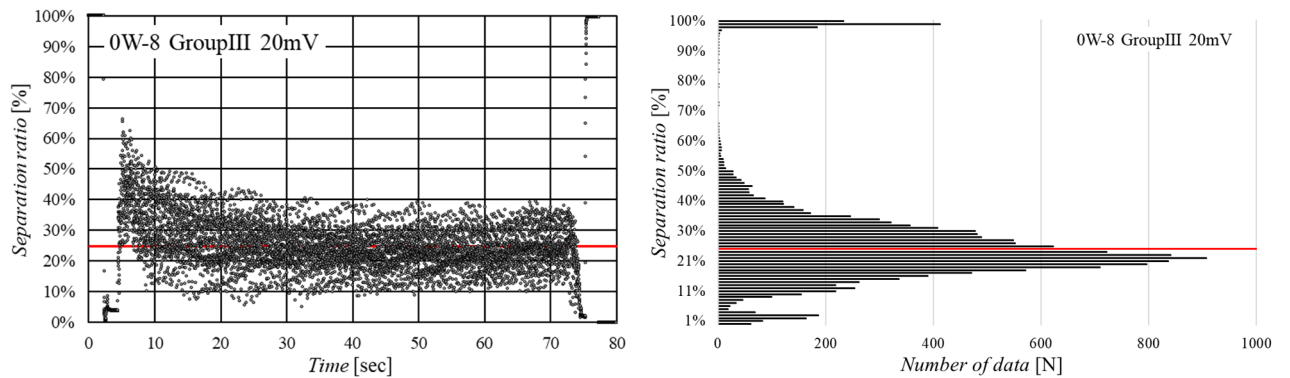 0W-8 GroupIII 20mV
Separation ratio [%]
100%
90%
80%
70%
60%
50%
40%
30%
20%
10%
0%
0 10 20 30 40 50 60 70 80
Time [sec]
0W-8 GroupIII 20mV
Separation ratio [%]
100%
90%
80%
70%
60%
50%
40%
30%
21%
11%
1%
0 200 400 600 800 1000
Number of data [N]